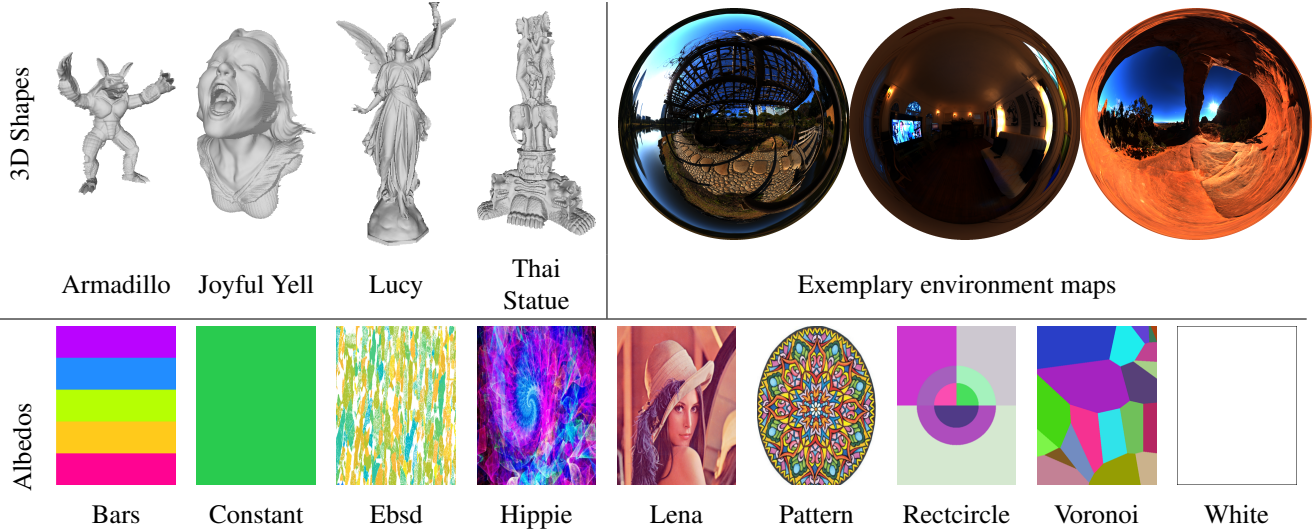 3D Shapes
Armadillo
Joyful Yell
Lucy
Thai
Statue
Exemplary environment maps
Albedos
Bars
Constant
Ebsd
Hippie
Lena
Pattern
Rectcircle
Voronoi
White